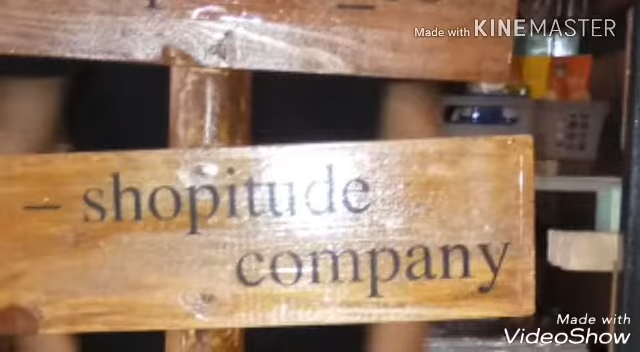 Made with KINEMASTER
– shopitude
company
Made with
VideoShow